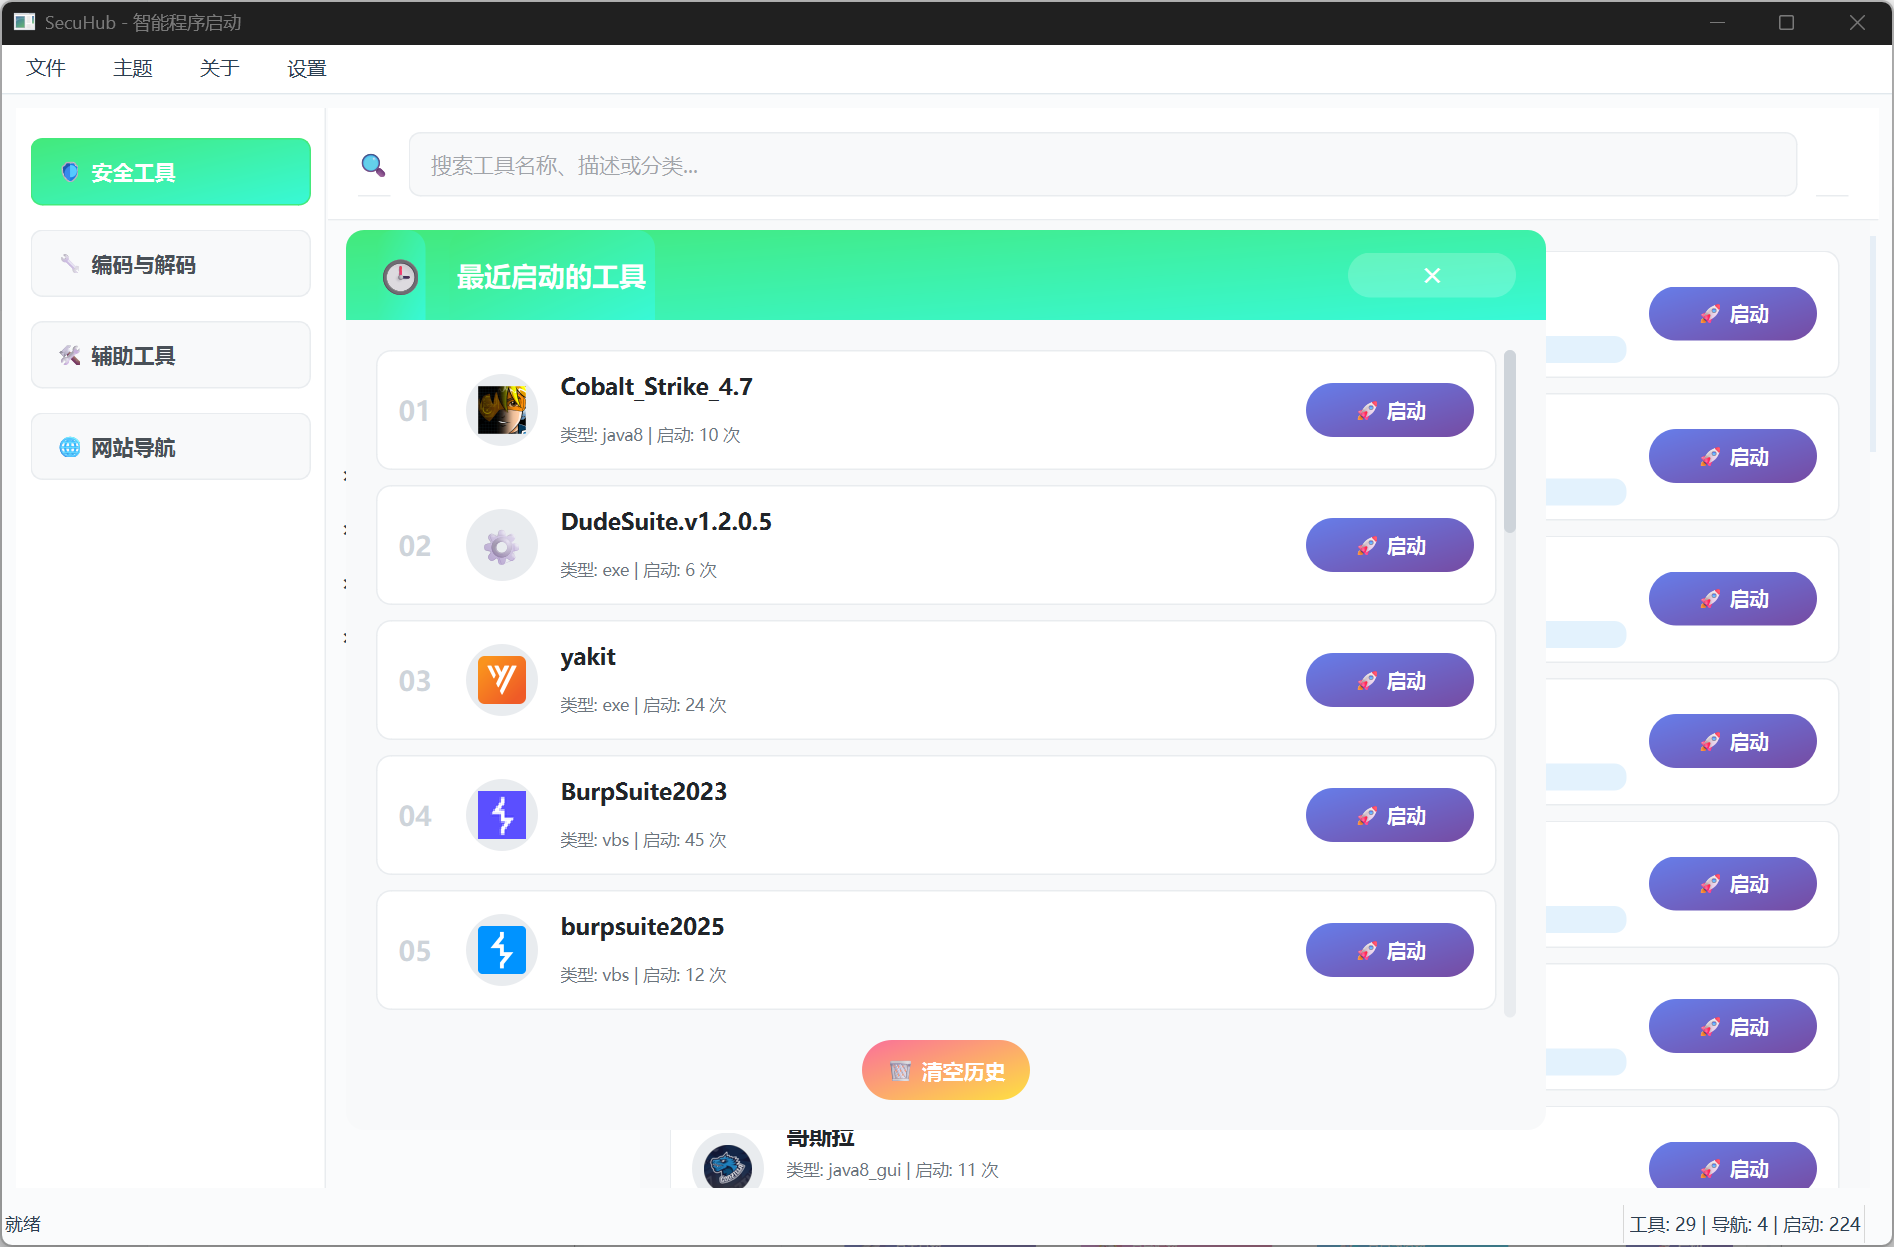 SecuHub - 智能程序启动
文件 主题 关于 设置
安全工具
编码与解码
辅助工具
网站导航
搜索工具名称、描述或分类...
最近启动的工具
01
Cobalt_Strike_4.7
类型: java8 | 启动: 10 次
启动
02
DudeSuite.v1.2.0.5
类型: exe | 启动: 6 次
启动
03
yakit
类型: exe | 启动: 24 次
启动
04
BurpSuite2023
类型: vbs | 启动: 45 次
启动
05
burpsuite2025
类型: vbs | 启动: 12 次
启动
清空历史
启动
启动
启动
启动
启动
启动
哥斯拉
类型: java8_gui | 启动: 11 次
启动
就绪
工具: 29 | 导航: 4 | 启动: 224